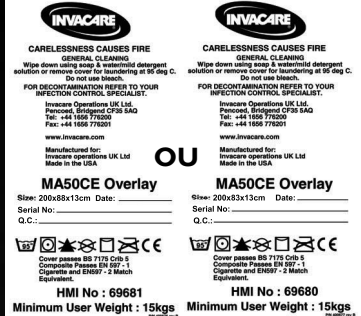 INVACARE
CARELESSNESS CAUSES FIRE
GENERAL CLEANING
Wipe down using soap & water/mild detergent
solution or remove cover for laundering at 95 deg C.
Do not use bleach.
FOR DECONTAMINATION REFER TO YOUR
INFECTION CONTROL SPECIALIST.
Invacare Operations UK Ltd.
Pencoed, Bridgend CF35 5AQ
Tel: +44 1656 776200
Fax: +44 1656 776201
www.invacare.com
Manufactured for:
Invacare operations UK Ltd
Made in the USA
MA50CE Overlay
Size: 200x88x13cm Date:
Serial No:
Q.C.:
95°
CE
Cover passes BS 7175 Crib 5
Composite Passes EN 597 - 1
Cigarette and EN597 - 2 Match
Equivalent.
HMI No : 69681
Minimum User Weight : 15kgs
OU
INVACARE
CARELESSNESS CAUSES FIRE
GENERAL CLEANING
Wipe down using soap & water/mild detergent
solution or remove cover for laundering at 95 deg C.
Do not use bleach.
FOR DECONTAMINATION REFER TO YOUR
INFECTION CONTROL SPECIALIST.
Invacare Operations UK Ltd.
Pencoed, Bridgend CF35 5AQ
Tel: +44 1656 776200
Fax: +44 1656 776201
www.invacare.com
Manufactured for:
Invacare operations UK Ltd
Made in the USA
MA50CE Overlay
Size: 200x83x13cm Date:
Serial No:
Q.C.:
95°
CE
Cover passes BS 7175 Crib 5
Composite Passes EN 597 - 1
Cigarette and EN597 - 2 Match
Equivalent.
HMI No : 69680
Minimum User Weight : 15kgs